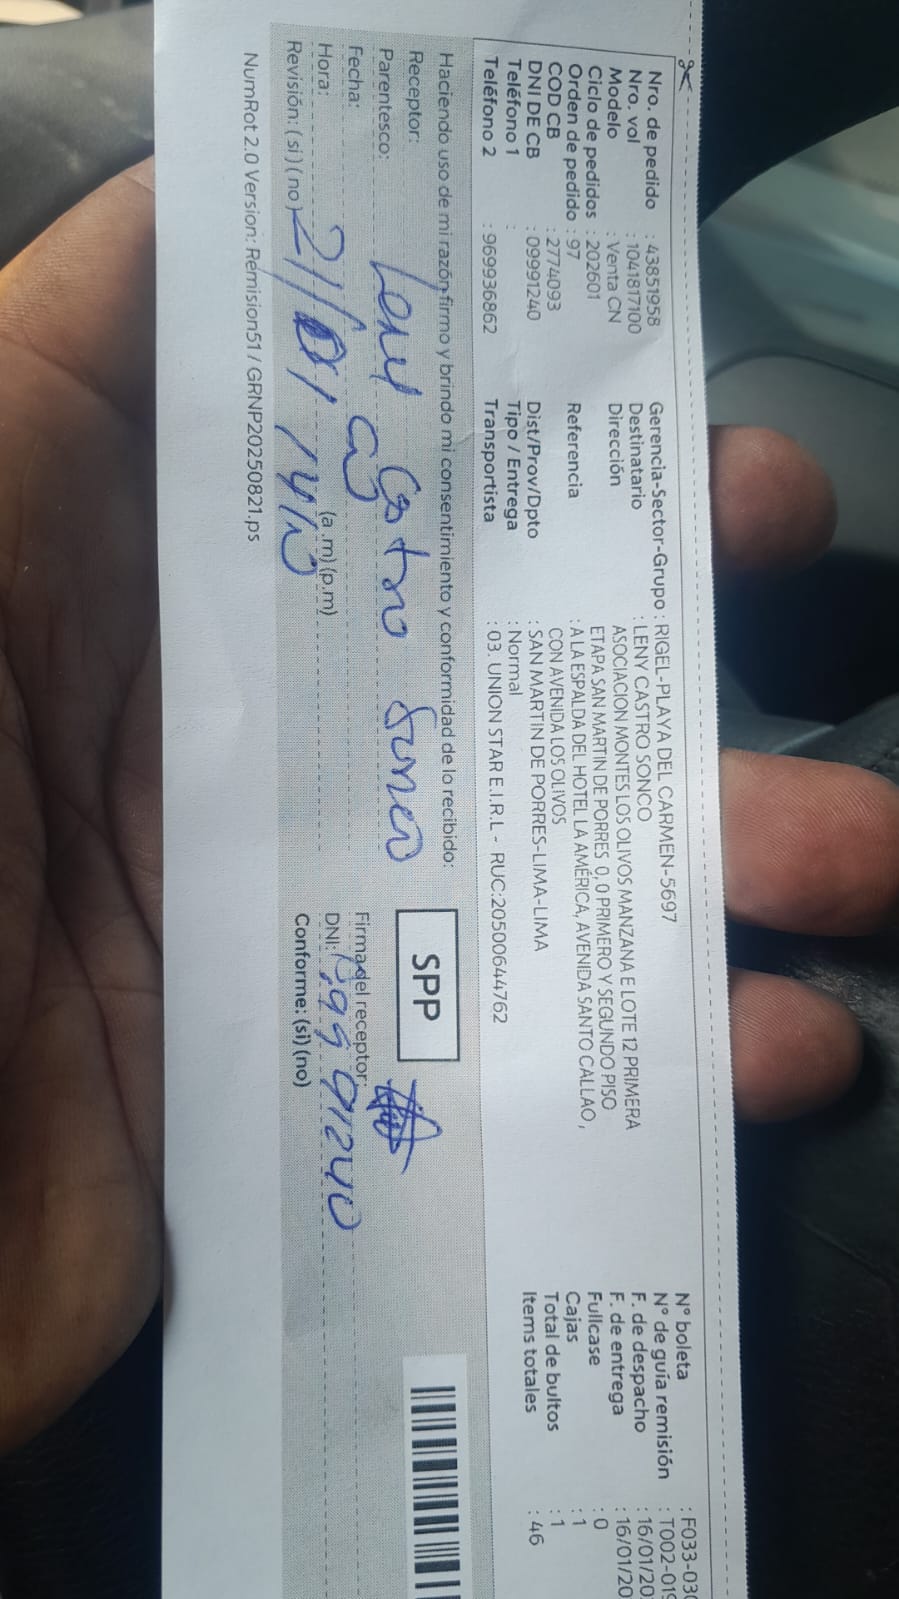 Nro. de pedido : 43851958
Nro. vol : 1041817100
Modelo : Venta CN
Ciclo de pedidos : 202601
Orden de pedido : 97
COD CB : 2774093
DNI DE CB : 09991240
Teléfono 1 :
Teléfono 2 : 969936862
Gerencia-Sector-Grupo : RIGEL-PLAYA DEL CARMEN-5697
Destinatario : LENY CASTRO SONCO
Dirección ASOCIACION MONTES LOS OLIVOS MANZANA E LOTE 12 PRIMERA
ETAPA SAN MARTIN DE PORRES 0, 0 PRIMERO Y SEGUNDO PISO
Referencia : A LA ESPALDA DEL HOTEL LA AMÉRICA, AVENIDA SANTO CALLAO,
CON AVENIDA LOS OLIVOS
Dist/Prov/Dpto : SAN MARTIN DE PORRES-LIMA-LIMA
Tipo / Entrega : Normal
Transportista : 03. UNION STAR E.I.R.L - RUC:20500644762
N° boleta : F033-030
N° de guía remisión : T002-019
F. de despacho : 16/01/20
F. de entrega : 16/01/20
Fullcase : 0
Cajas : 1
Total de bultos : 1
Items totales : 46
Haciendo uso de mi razón firmo y brindo mi consentimiento y conformidad de lo recibido:
Receptor: Leny Castro
Parentesco:
Fecha:
Hora: (a.m) (p.m)
Revisión: (si) (no) 21/01
SPP
Firma del receptor:
DNI: 09991240
Conforme: (si) (no)
NumRot 2.0 Version: Remision51 / GRNP20250821.ps